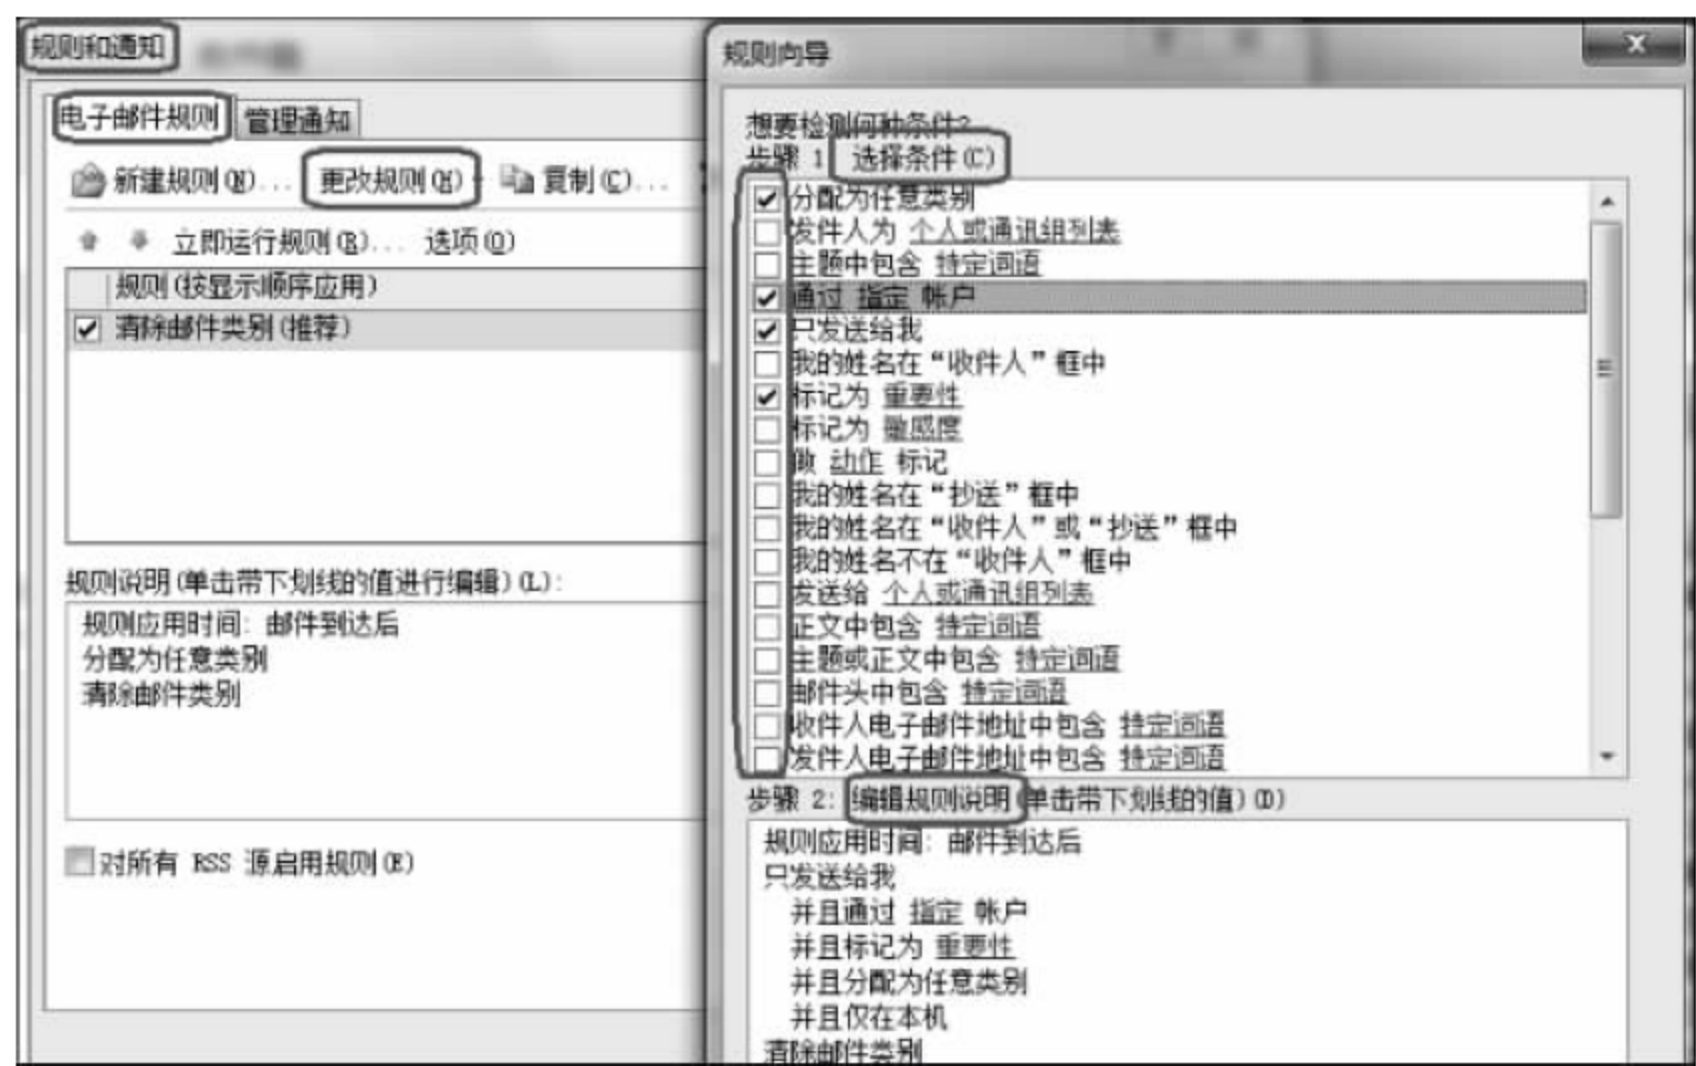 规则和通知
电子邮件规则 管理通知
新建规则(N)... 更改规则(H) 复制(C)...
立即运行规则(R)... 选项(O)
规则(按显示顺序应用)
清除邮件类别(推荐)
规则说明(单击带下划线的值进行编辑)(L):
规则应用时间: 邮件到达后
分配为任意类别
清除邮件类别
对所有 RSS 源启用规则(E)
规则向导
想要检测何种条件?
步骤 1: 选择条件(C)
分配为任意类别
发件人为 个人或通讯组列表
主题中包含 特定词语
通过 指定 帐户
只发送给我
我的姓名在“收件人”框中
标记为 重要性
标记为 敏感度
做 动作 标记
我的姓名在“抄送”框中
我的姓名在“收件人”或“抄送”框中
我的姓名不在“收件人”框中
发送给 个人或通讯组列表
正文中包含 特定词语
主题或正文中包含 特定词语
邮件头中包含 特定词语
收件人电子邮件地址中包含 特定词语
发件人电子邮件地址中包含 特定词语
步骤 2: 编辑规则说明(单击带下划线的值)(D)
规则应用时间: 邮件到达后
只发送给我
并且通过 指定 帐户
并且标记为 重要性
并且分配为任意类别
并且仅在本机
清除邮件类别